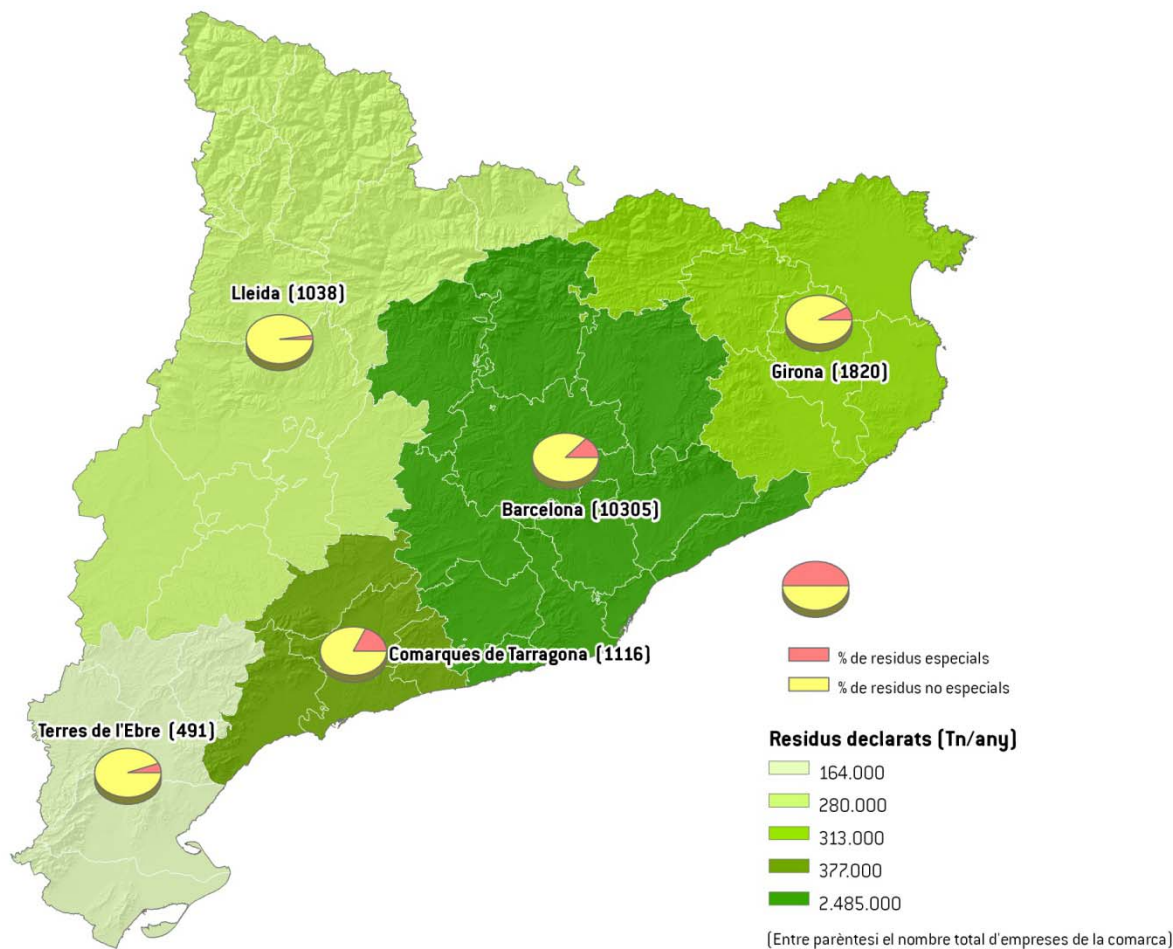 Lleida (1038)
Girona (1820)
Barcelona (10305)
Comarques de Tarragona (1116)
Terres de l'Ebre (491)
% de residus especials
% de residus no especials
Residus declarats (Tn/any)
164.000
280.000
313.000
377.000
2.485.000
(Entre parèntesi el nombre total d'empreses de la comarca)